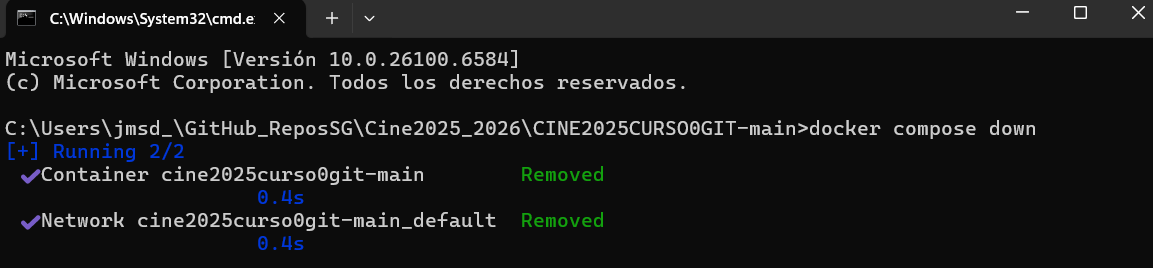 C:\Windows\System32\cmd.e
Microsoft Windows [Versión 10.0.26100.6584]
(c) Microsoft Corporation. Todos los derechos reservados.
C:\Users\jmsd_\GitHub_ReposSG\Cine2025_2026\CINE2025CURSO0GIT-main>docker compose down
[+] Running 2/2
✔Container cine2025curso0git-main Removed
0.4s
✔Network cine2025curso0git-main_default Removed
0.4s